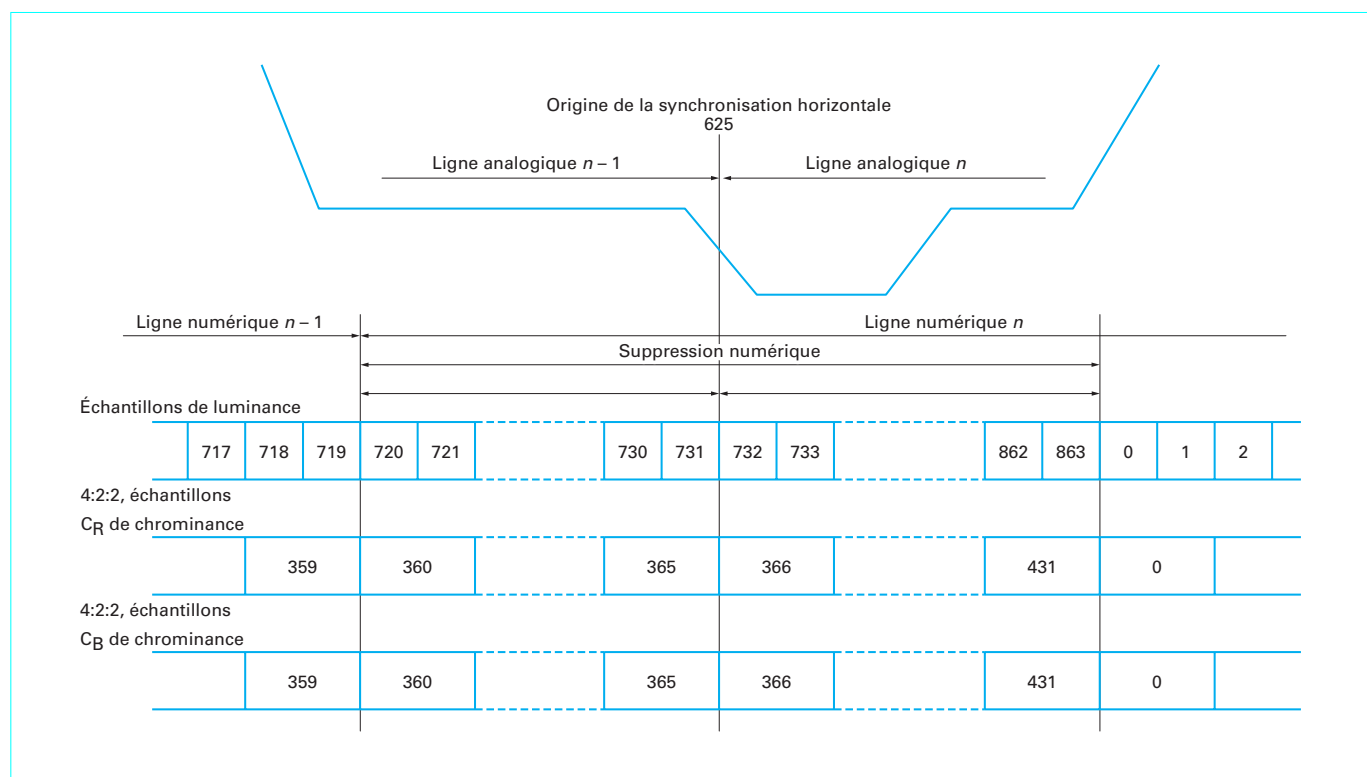 Origine de la synchronisation horizontale
625
Ligne analogique n – 1
Ligne analogique n
Ligne numérique n – 1
Ligne numérique n
Suppression numérique
Échantillons de luminance
717 718 719 720 721 730 731 732 733 862 863 0 1 2
4:2:2, échantillons
CR de chrominance
359 360 365 366 431 0
4:2:2, échantillons
CB de chrominance
359 360 365 366 431 0